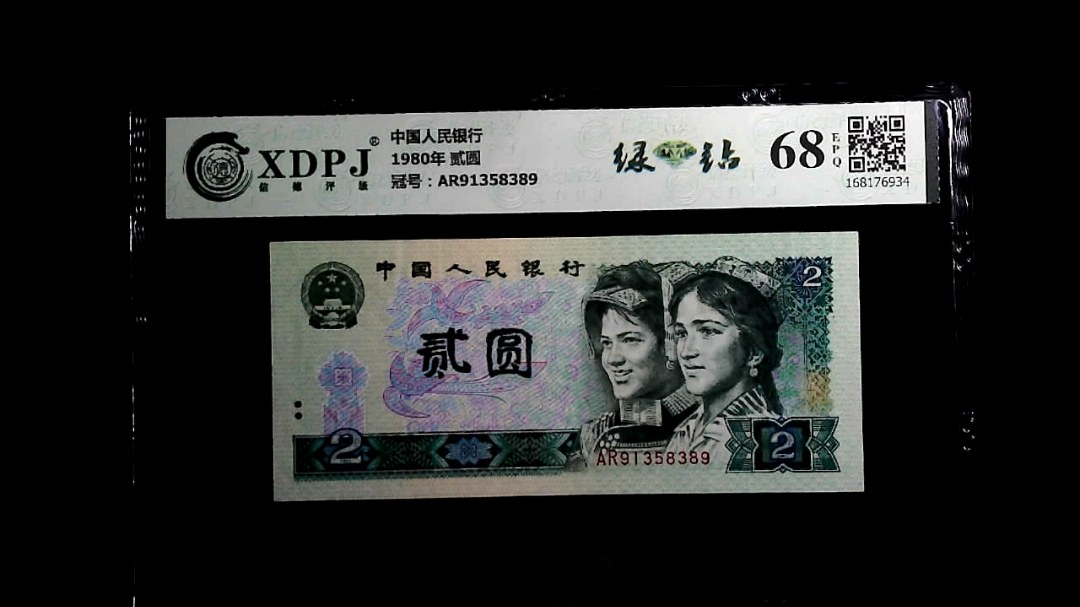 XDPJ®
信德评级
中国人民银行
1980年 贰圆
冠号：AR91358389
绿 钻
68
EPQ
168176934
中国人民银行
2
贰圆
2
2
AR91358389